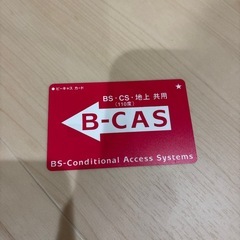 ★ ビーキャス カード ★
BS・CS・地上 共用
(110度)
B-CAS
BS-Conditional Access Systems